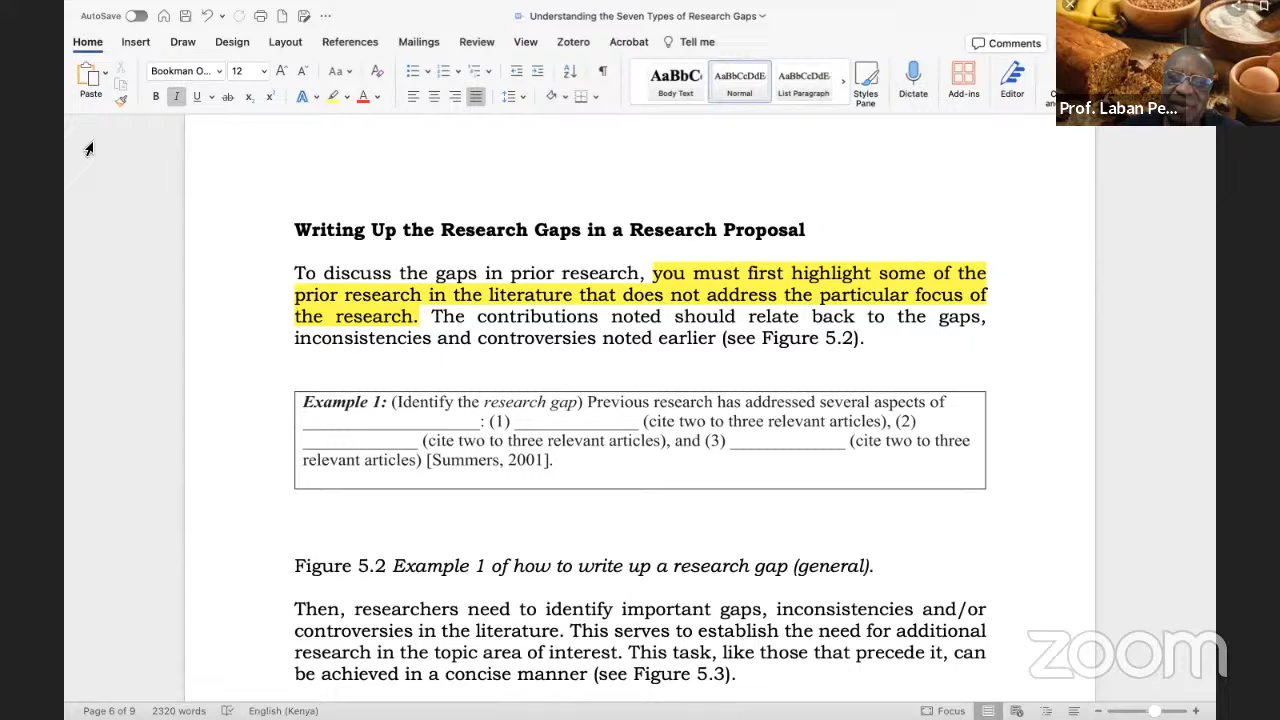 AutoSave
Understanding the Seven Types of Research Gaps
Home Insert Draw Design Layout References Mailings Review View Zotero Acrobat Tell me
Comments
Paste
Bookman O... 12
Aa
AaBbC AaBbCcDdE AaBbCcDdE
Body Text Normal List Paragraph
Styles Pane
Dictate
Add-ins
Editor
Prof. Laban Pe...
Writing Up the Research Gaps in a Research Proposal
To discuss the gaps in prior research, you must first highlight some of the
prior research in the literature that does not address the particular focus of
the research. The contributions noted should relate back to the gaps,
inconsistencies and controversies noted earlier (see Figure 5.2).
Example 1: (Identify the research gap) Previous research has addressed several aspects of
__________________: (1) _____________ (cite two to three relevant articles), (2)
____________ (cite two to three relevant articles), and (3) ____________ (cite two to three
relevant articles) [Summers, 2001].
Figure 5.2 Example 1 of how to write up a research gap (general).
Then, researchers need to identify important gaps, inconsistencies and/or
controversies in the literature. This serves to establish the need for additional
research in the topic area of interest. This task, like those that precede it, can
be achieved in a concise manner (see Figure 5.3).
zoom
Page 6 of 9 2320 words English (Kenya) Focus